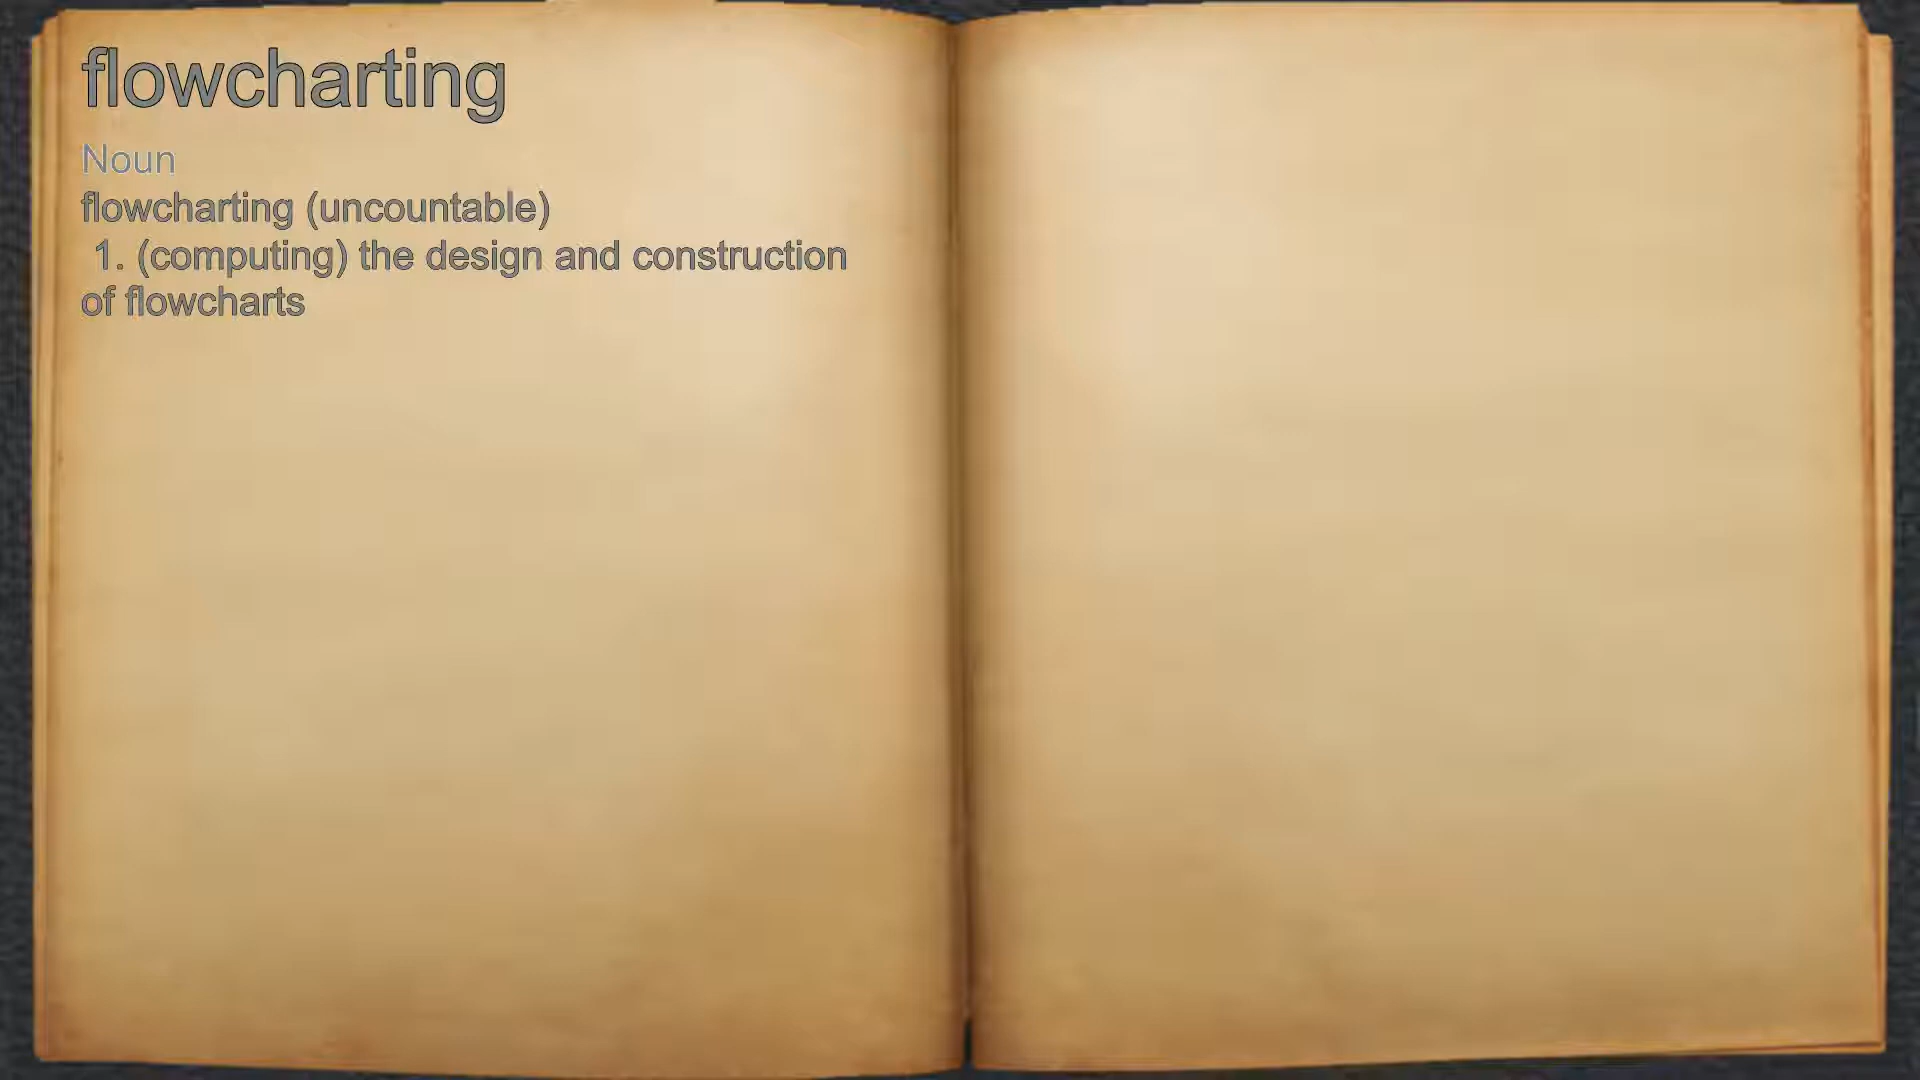 flowcharting
Noun
flowcharting (uncountable)
1. (computing) the design and construction
of flowcharts